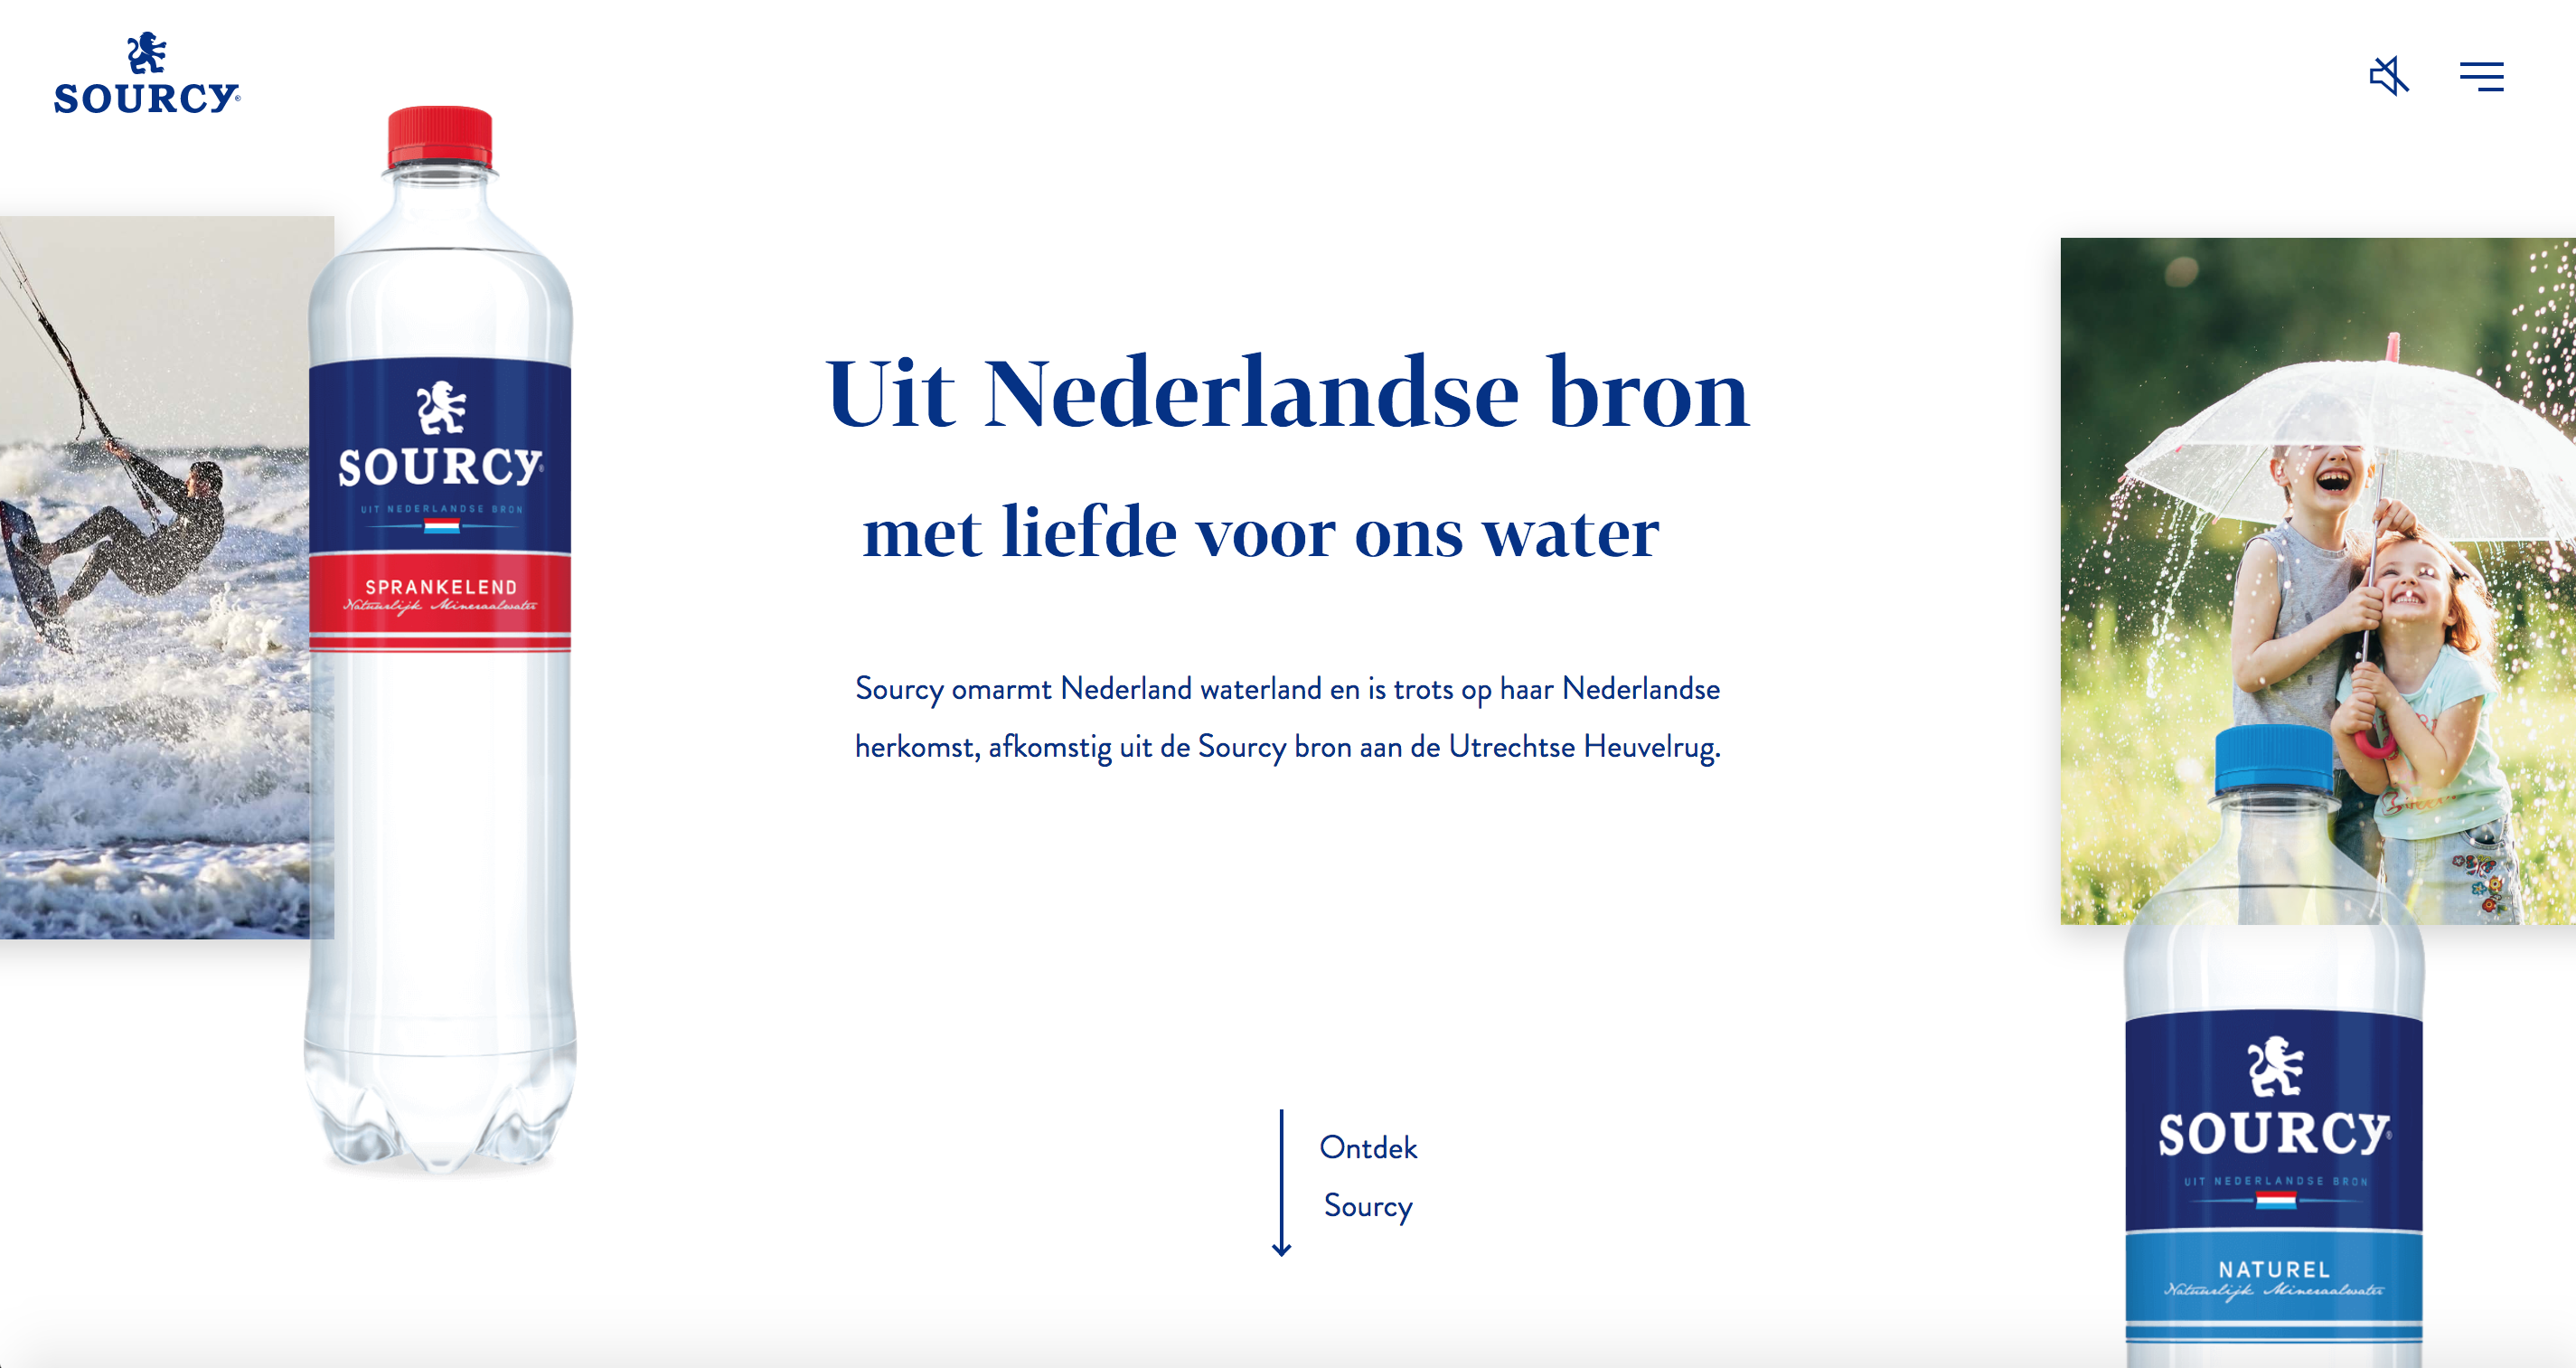 SOURCY®
Uit Nederlandse bron
met liefde voor ons water
Sourcy omarmt Nederland waterland en is trots op haar Nederlandse
herkomst, afkomstig uit de Sourcy bron aan de Utrechtse Heuvelrug.
Ontdek
Sourcy
SOURCY®
UIT NEDERLANDSE BRON
SPRANKELEND
Natuurlijk Mineraalwater
SOURCY®
UIT NEDERLANDSE BRON
NATUREL
Natuurlijk Mineraalwater